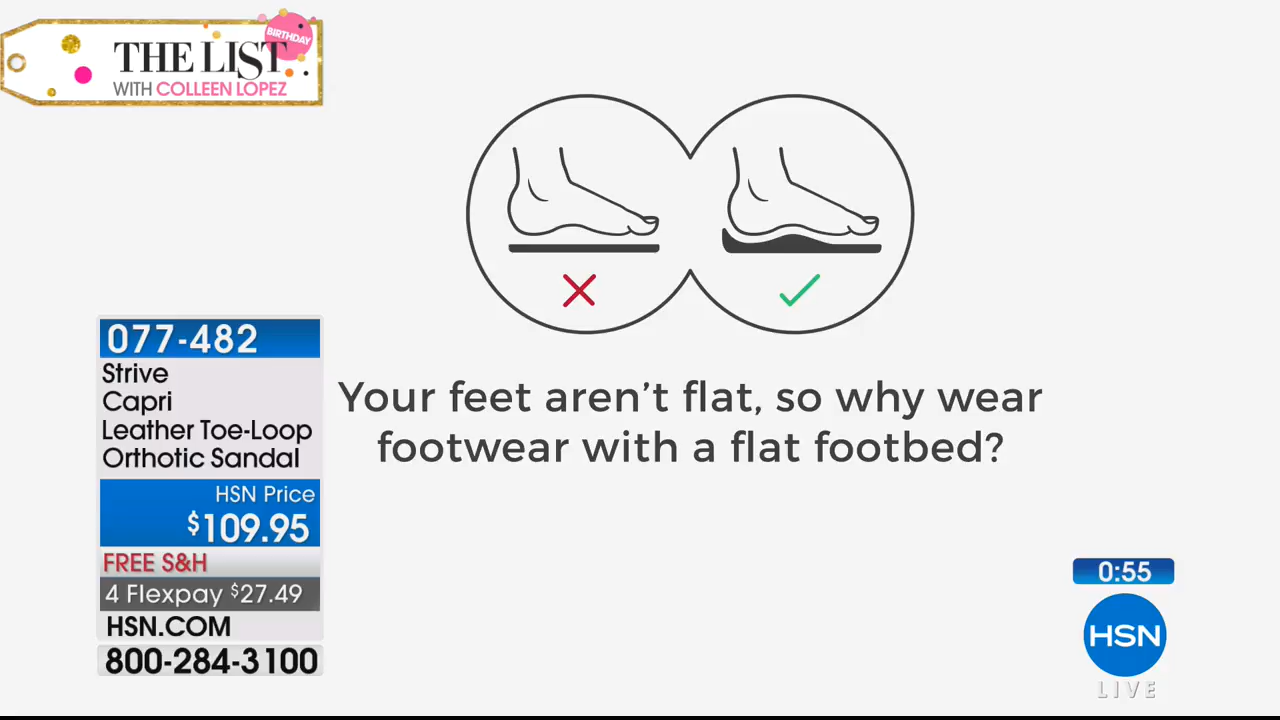 BIRTHDAY
THE LIST
WITH COLLEEN LOPEZ
077-482
Strive
Capri
Leather Toe-Loop
Orthotic Sandal
HSN Price
$109.95
FREE S&H
4 Flexpay $27.49
HSN.COM
800-284-3100
Your feet aren’t flat, so why wear
footwear with a flat footbed?
0:55
HSN
LIVE